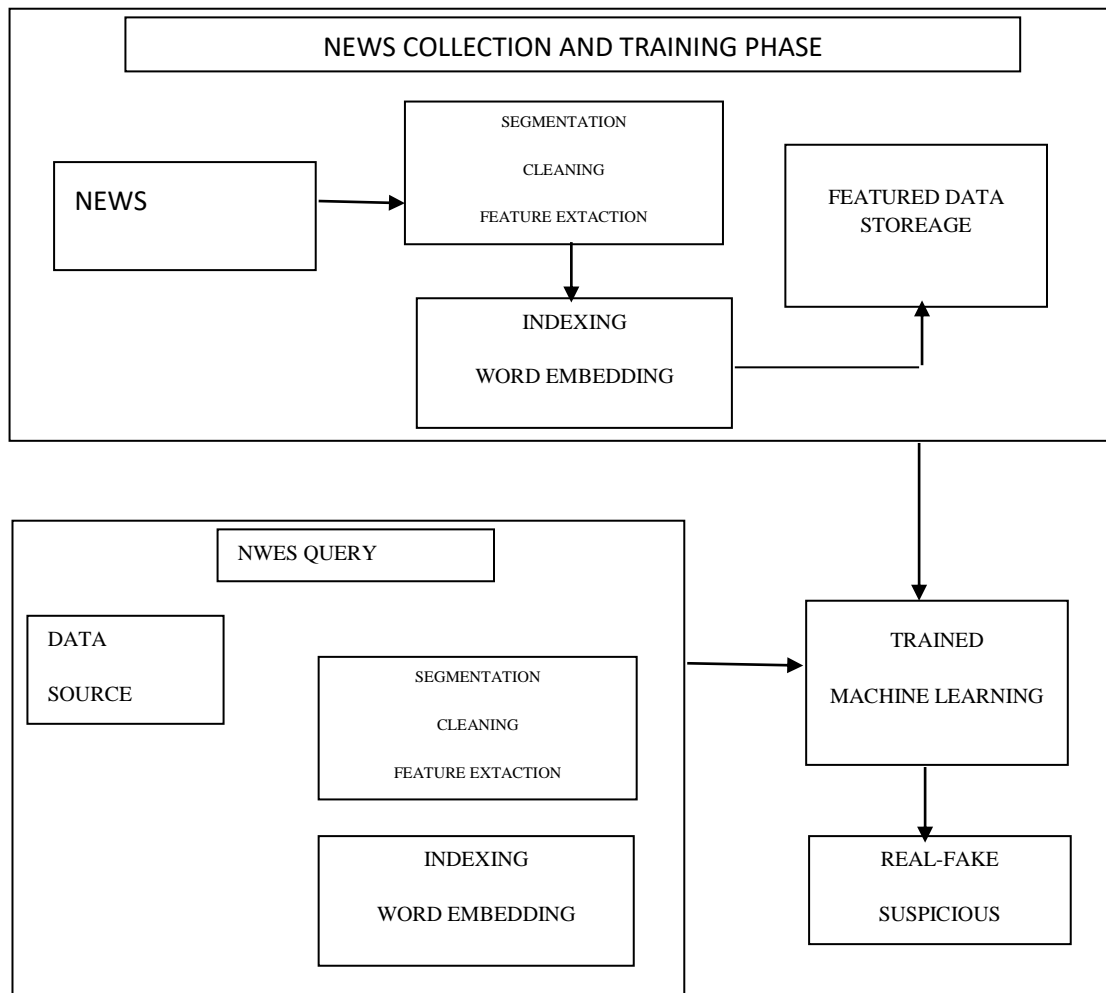 NEWS COLLECTION AND TRAINING PHASE
SEGMENTATION
CLEANING
FEATURE EXTACTION
NEWS
FEATURED DATA
STOREAGE
INDEXING
WORD EMBEDDING
NWES QUERY
DATA
SOURCE
SEGMENTATION
CLEANING
FEATURE EXTACTION
INDEXING
WORD EMBEDDING
TRAINED
MACHINE LEARNING
REAL-FAKE
SUSPICIOUS